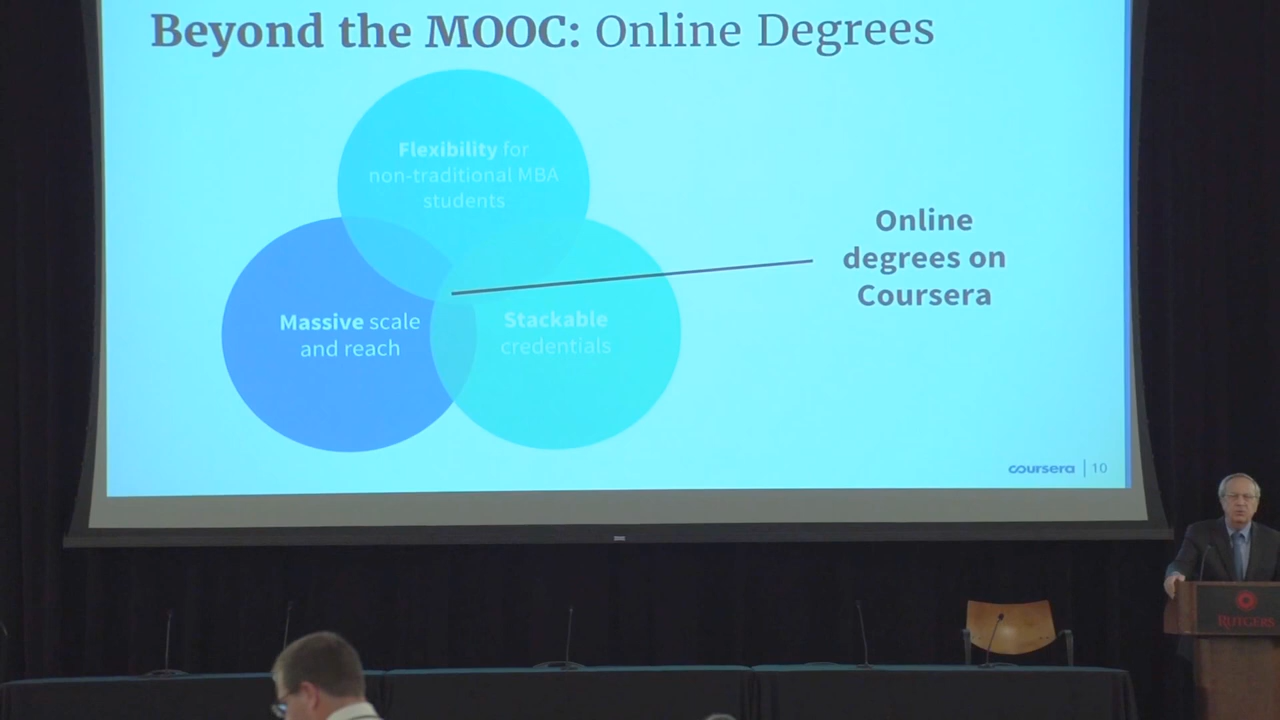 Beyond the MOOC: Online Degrees
Flexibility for
non-traditional MBA
students
Massive scale
and reach
Stackable
credentials
Online
degrees on
Coursera
coursera | 10
RUTGERS